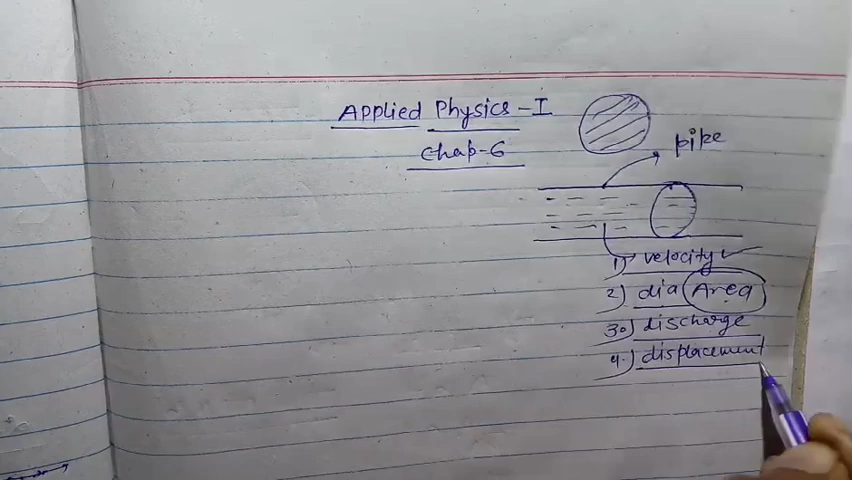 Applied Physics - I
Chap-6
pipe
1) velocity ✓
2) dia Area
3.) discharge
4.) displacement